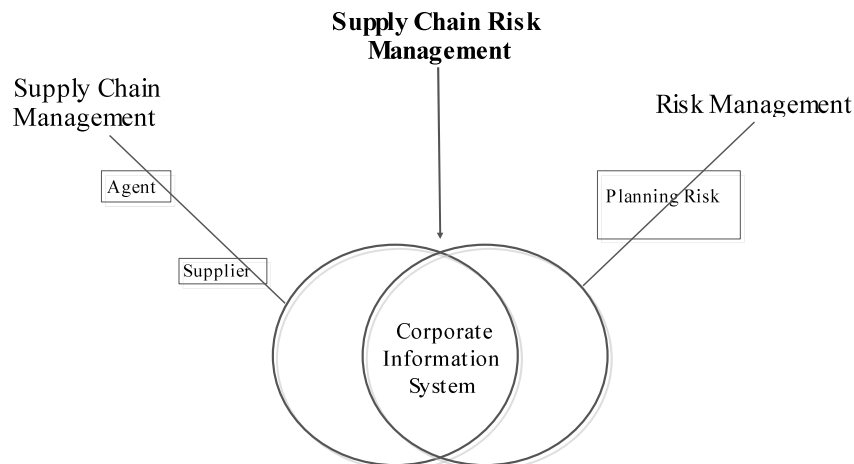 Supply Chain Risk
Management
Supply Chain
Management
Risk Management
Agent
Planning Risk
Supplier
Corporate
Information
System